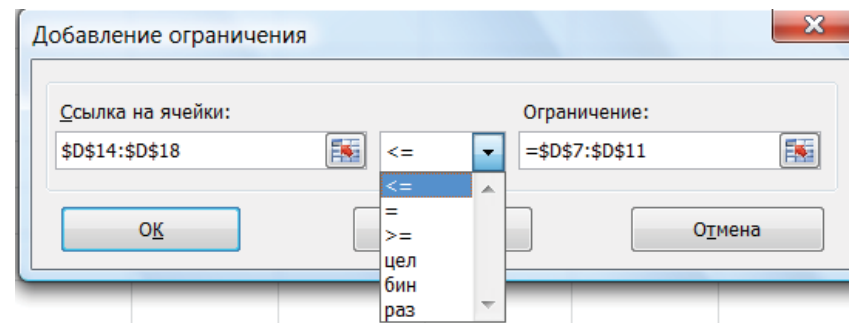 Добавление ограничения
Ссылка на ячейки:
Ограничение:
$D$14:$D$18
<=
=$D$7:$D$11
<=
=
>=
цел
бин
раз
ОК
Отмена